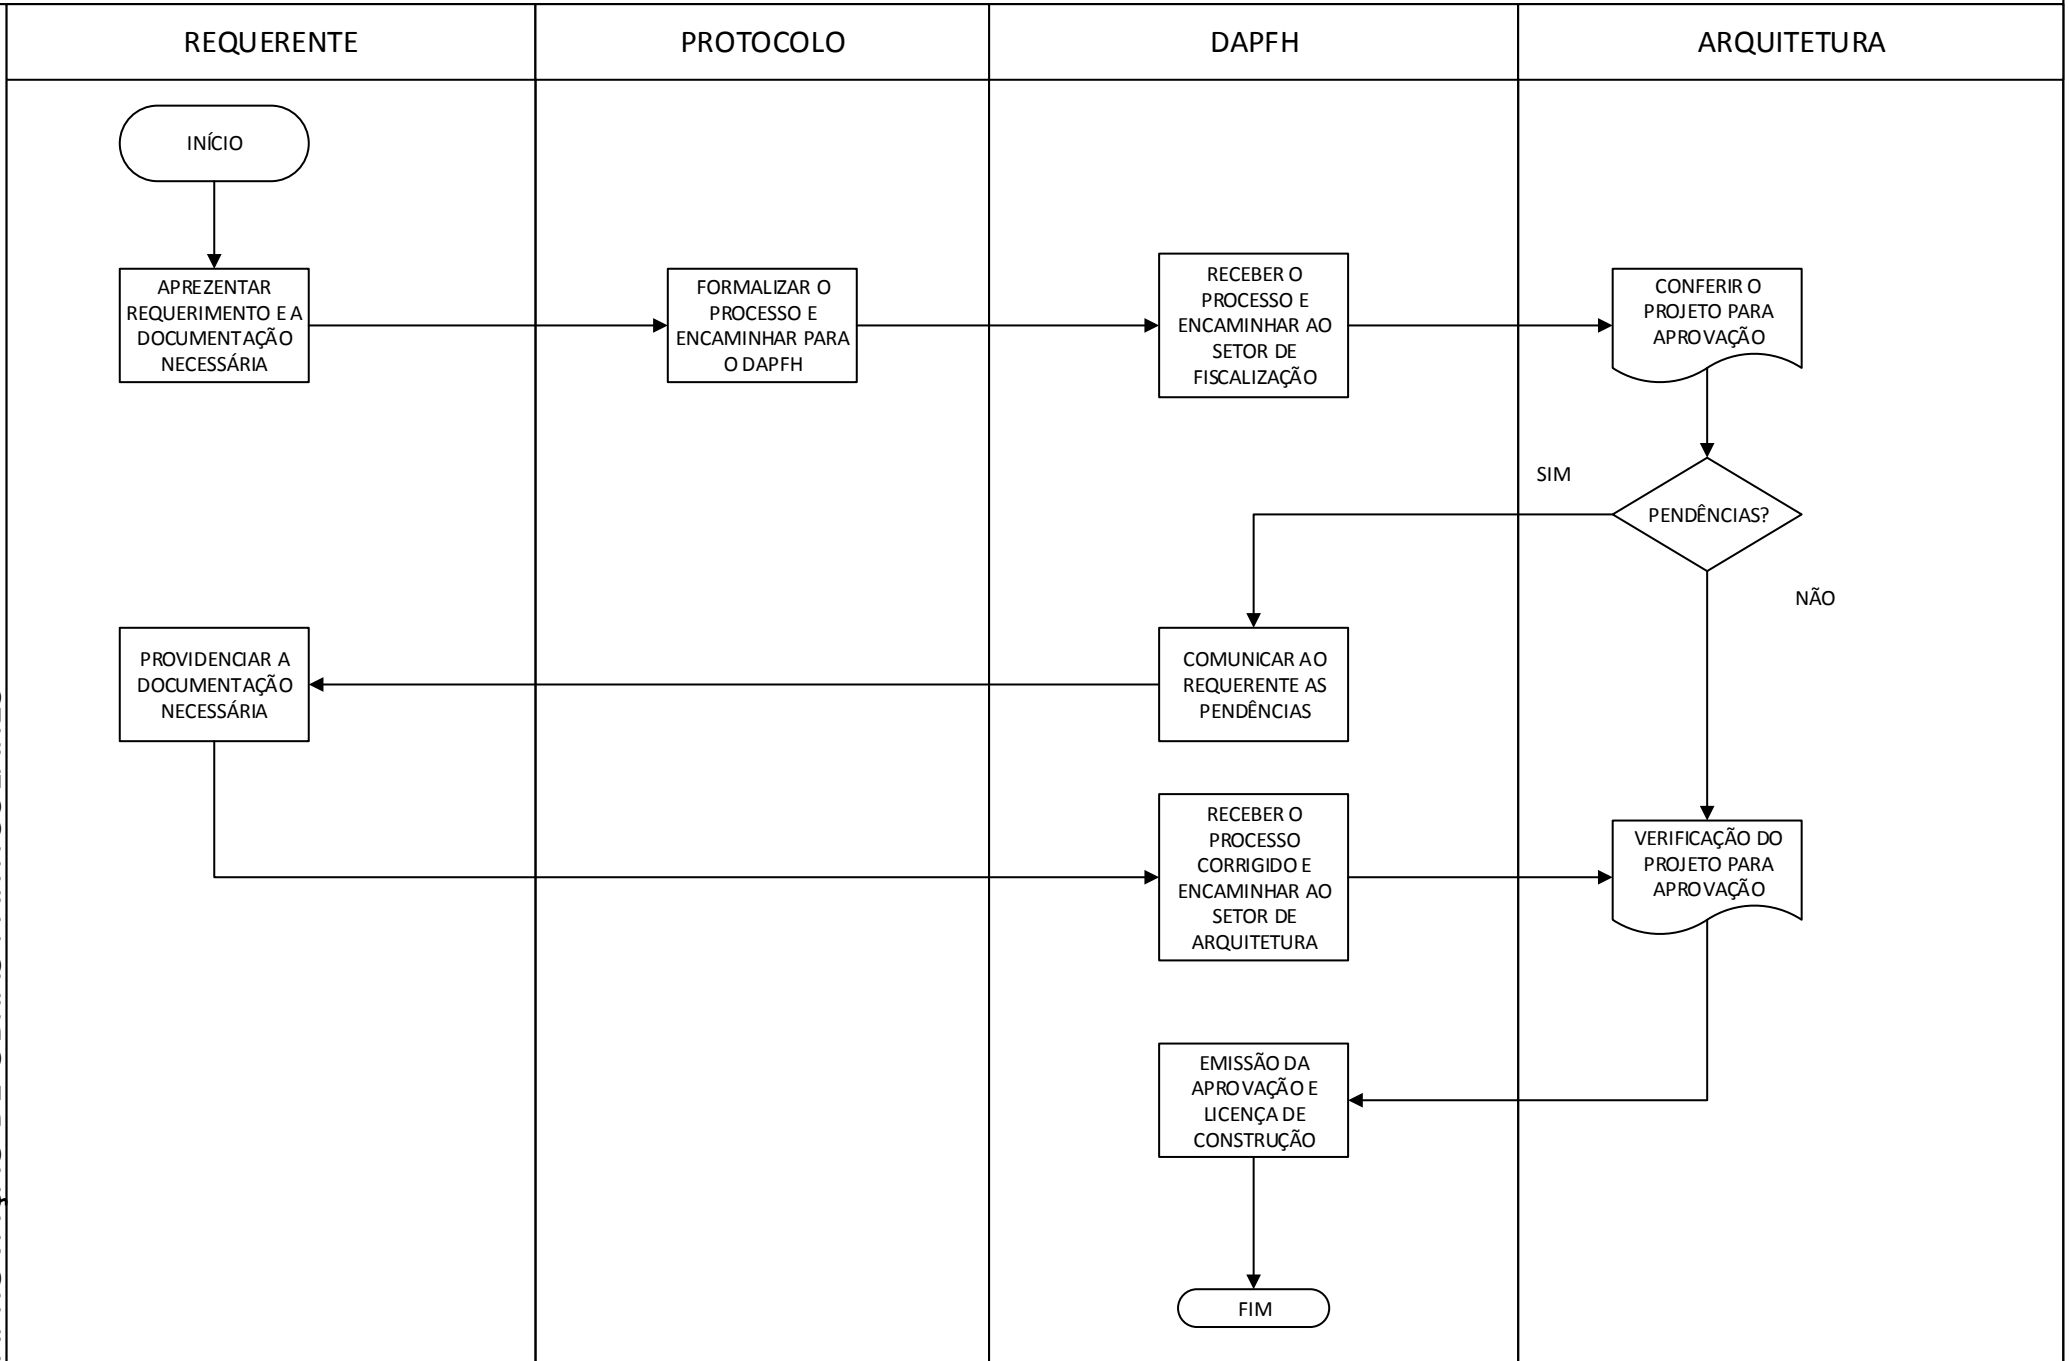 REQUERENTE
PROTOCOLO
DAPFH
ARQUITETURA
INÍCIO
APREZENTAR
REQUERIMENTO E A
DOCUMENTAÇÃO
NECESSÁRIA
FORMALIZAR O
PROCESSO E
ENCAMINHAR PARA
O DAPFH
RECEBER O
PROCESSO E
ENCAMINHAR AO
SETOR DE
FISCALIZAÇÃO
CONFERIR O
PROJETO PARA
APROVAÇÃO
SIM
PENDÊNCIAS?
NÃO
PROVIDENCIAR A
DOCUMENTAÇÃO
NECESSÁRIA
COMUNICAR AO
REQUERENTE AS
PENDÊNCIAS
RECEBER O
PROCESSO
CORRIGIDO E
ENCAMINHAR AO
SETOR DE
ARQUITETURA
VERIFICAÇÃO DO
PROJETO PARA
APROVAÇÃO
EMISSÃO DA
APROVAÇÃO E
LICENÇA DE
CONSTRUÇÃO
FIM